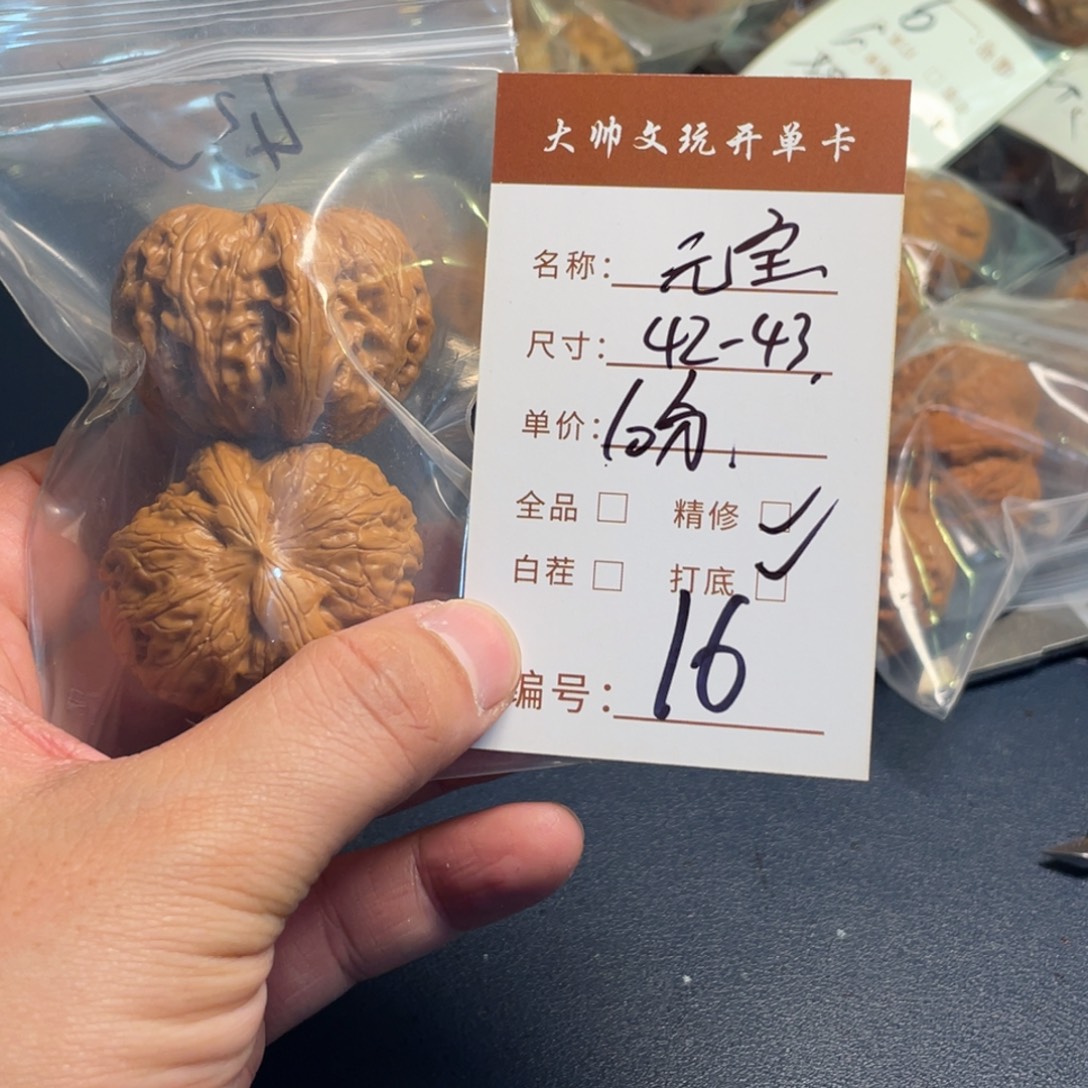 大帅文玩开单卡
名称: 元宝
尺寸: 42-43.
单价:
全品 □ 精修 ☑
白茬 □ 打底 ☑
编号: 16